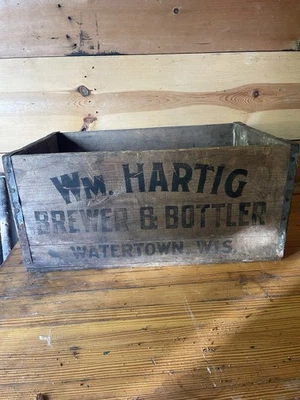 WM. HARTIG
BREWER & BOTTLER
WATERTOWN, WIS.